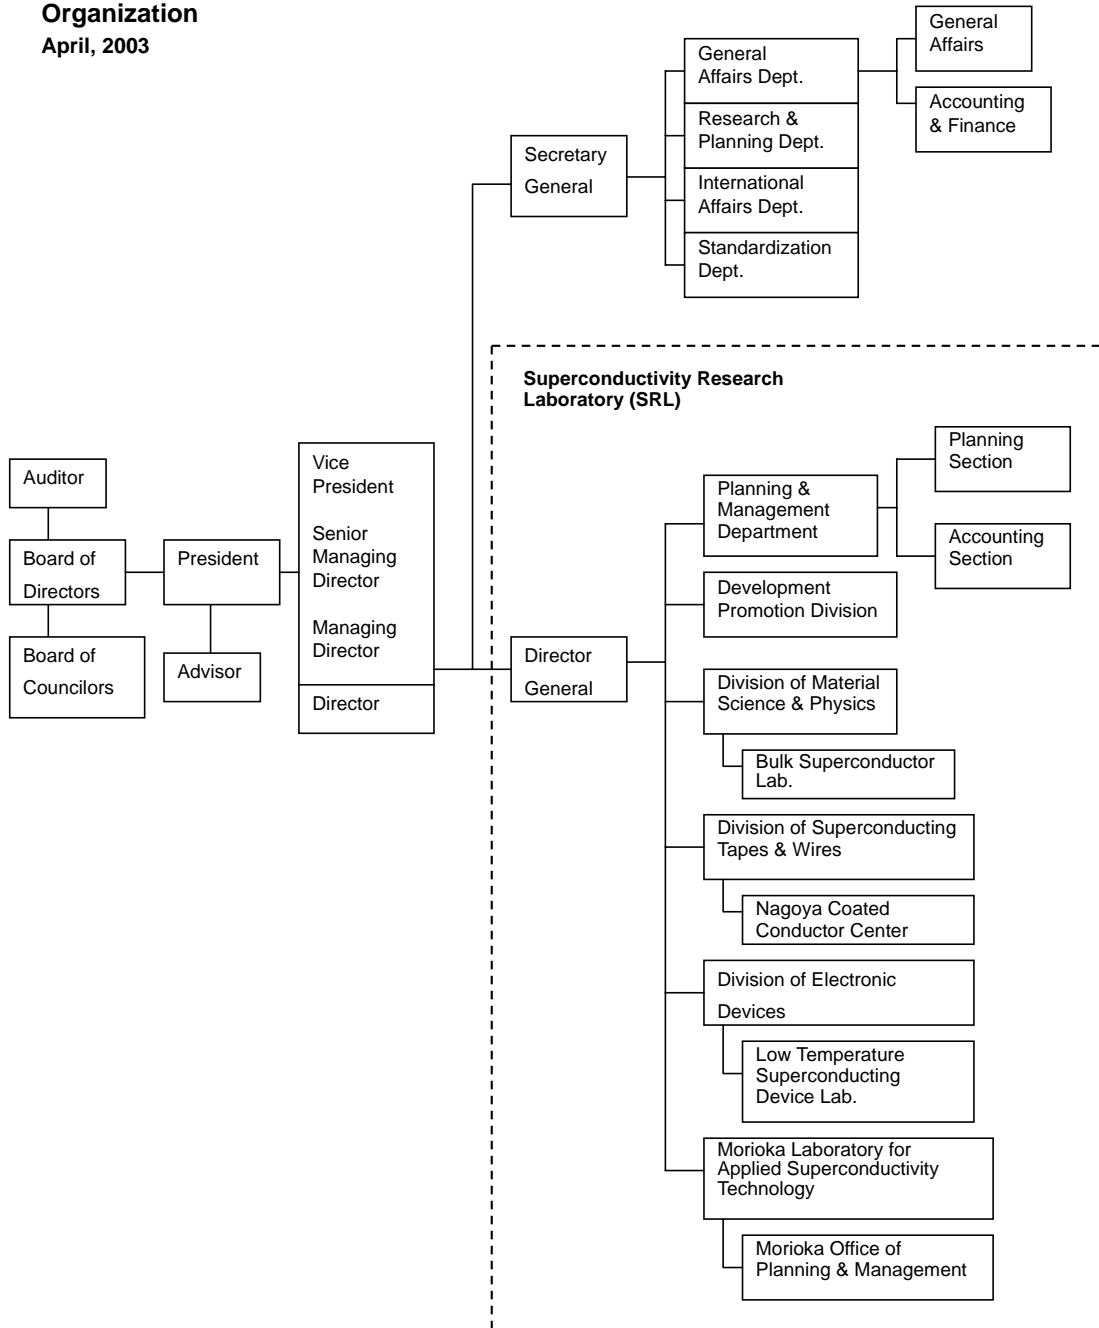 Organization
April, 2003
General
Affairs
Accounting
& Finance
General
Affairs Dept.
Research &
Planning Dept.
International
Affairs Dept.
Standardization
Dept.
Secretary
General
Superconductivity Research
Laboratory (SRL)
Auditor
Board of
Directors
Board of
Councilors
President
Advisor
Vice
President
Senior
Managing
Director
Managing
Director
Director
Director
General
Planning &
Management
Department
Planning
Section
Accounting
Section
Development
Promotion Division
Division of Material
Science & Physics
Bulk Superconductor
Lab.
Division of Superconducting
Tapes & Wires
Nagoya Coated
Conductor Center
Division of Electronic
Devices
Low Temperature
Superconducting
Device Lab.
Morioka Laboratory for
Applied Superconductivity
Technology
Morioka Office of
Planning & Management